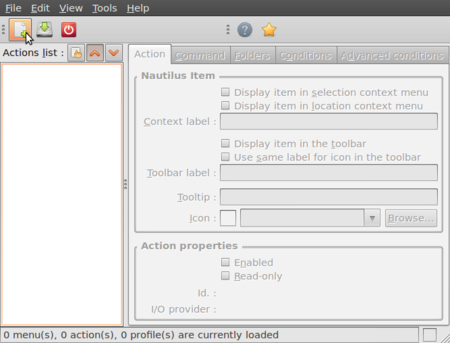 File Edit View Tools Help
Actions list :
Action Command Folders Conditions Advanced conditions
Nautilus Item
Display item in selection context menu
Display item in location context menu
Context label :
Display item in the toolbar
Use same label for icon in the toolbar
Toolbar label :
Tooltip :
Icon : Browse...
Action properties
Enabled
Read-only
Id. :
I/O provider :
0 menu(s), 0 action(s), 0 profile(s) are currently loaded